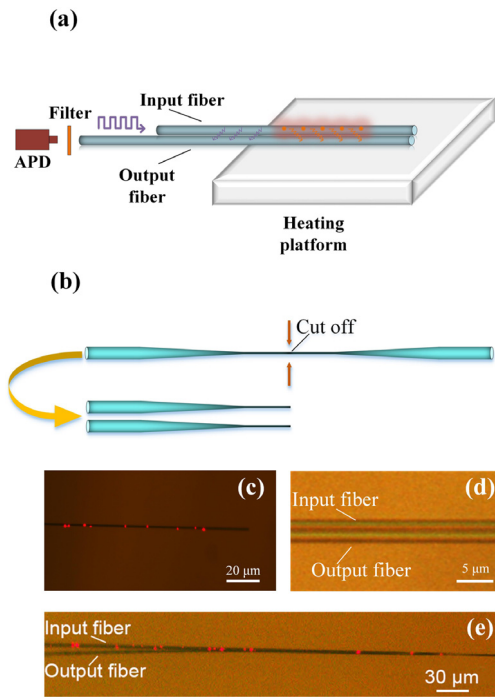 (a)
Input fiber
Filter
APD
Output
fiber
Heating
platform
(b)
Cut off
(c)
20 μm
(d)
Input fiber
Output fiber
5 μm
(e)
Input fiber
Output fiber
30 μm